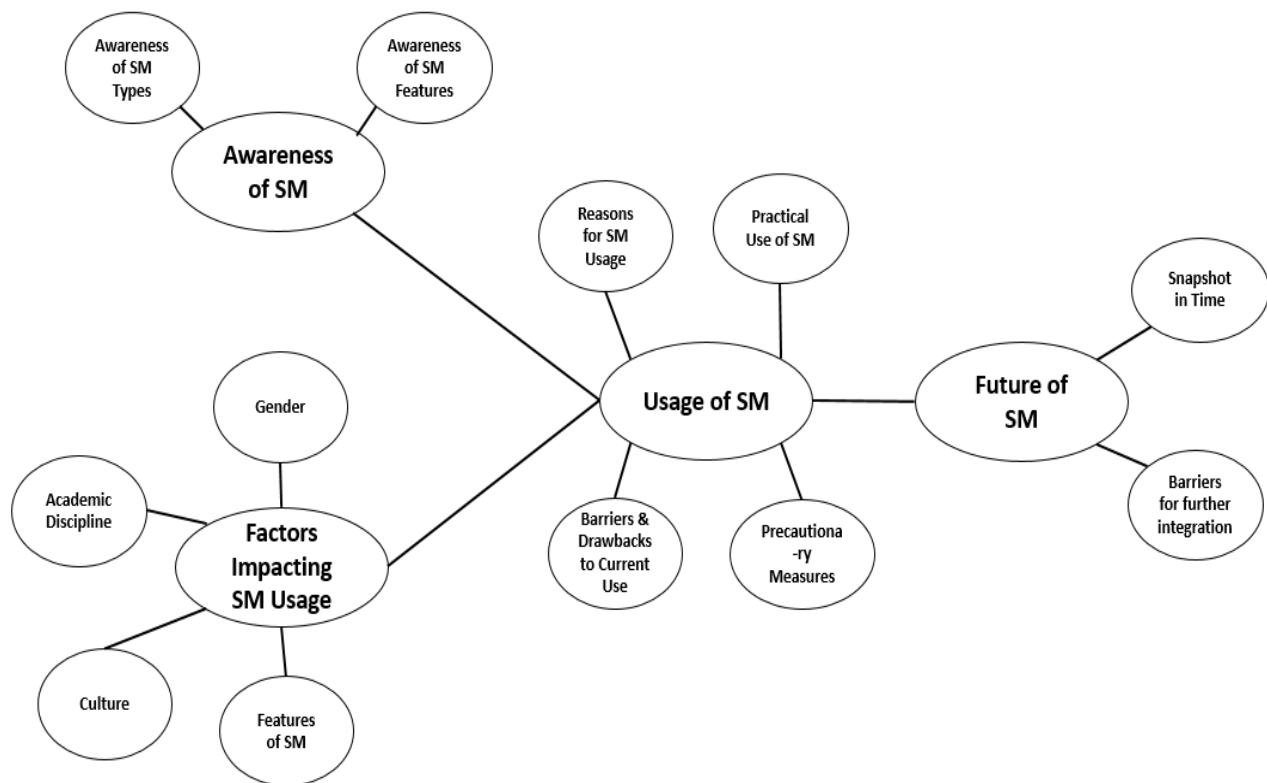 Awareness
of SM
Types
Awareness
of SM
Features
Awareness
of SM
Reasons
for SM
Usage
Practical
Use of SM
Snapshot
in Time
Usage of SM
Future of
SM
Gender
Academic
Discipline
Factors
Impacting
SM Usage
Barriers &
Drawbacks
to Current
Use
Precautiona
-ry
Measures
Barriers
for further
integration
Culture
Features
of SM